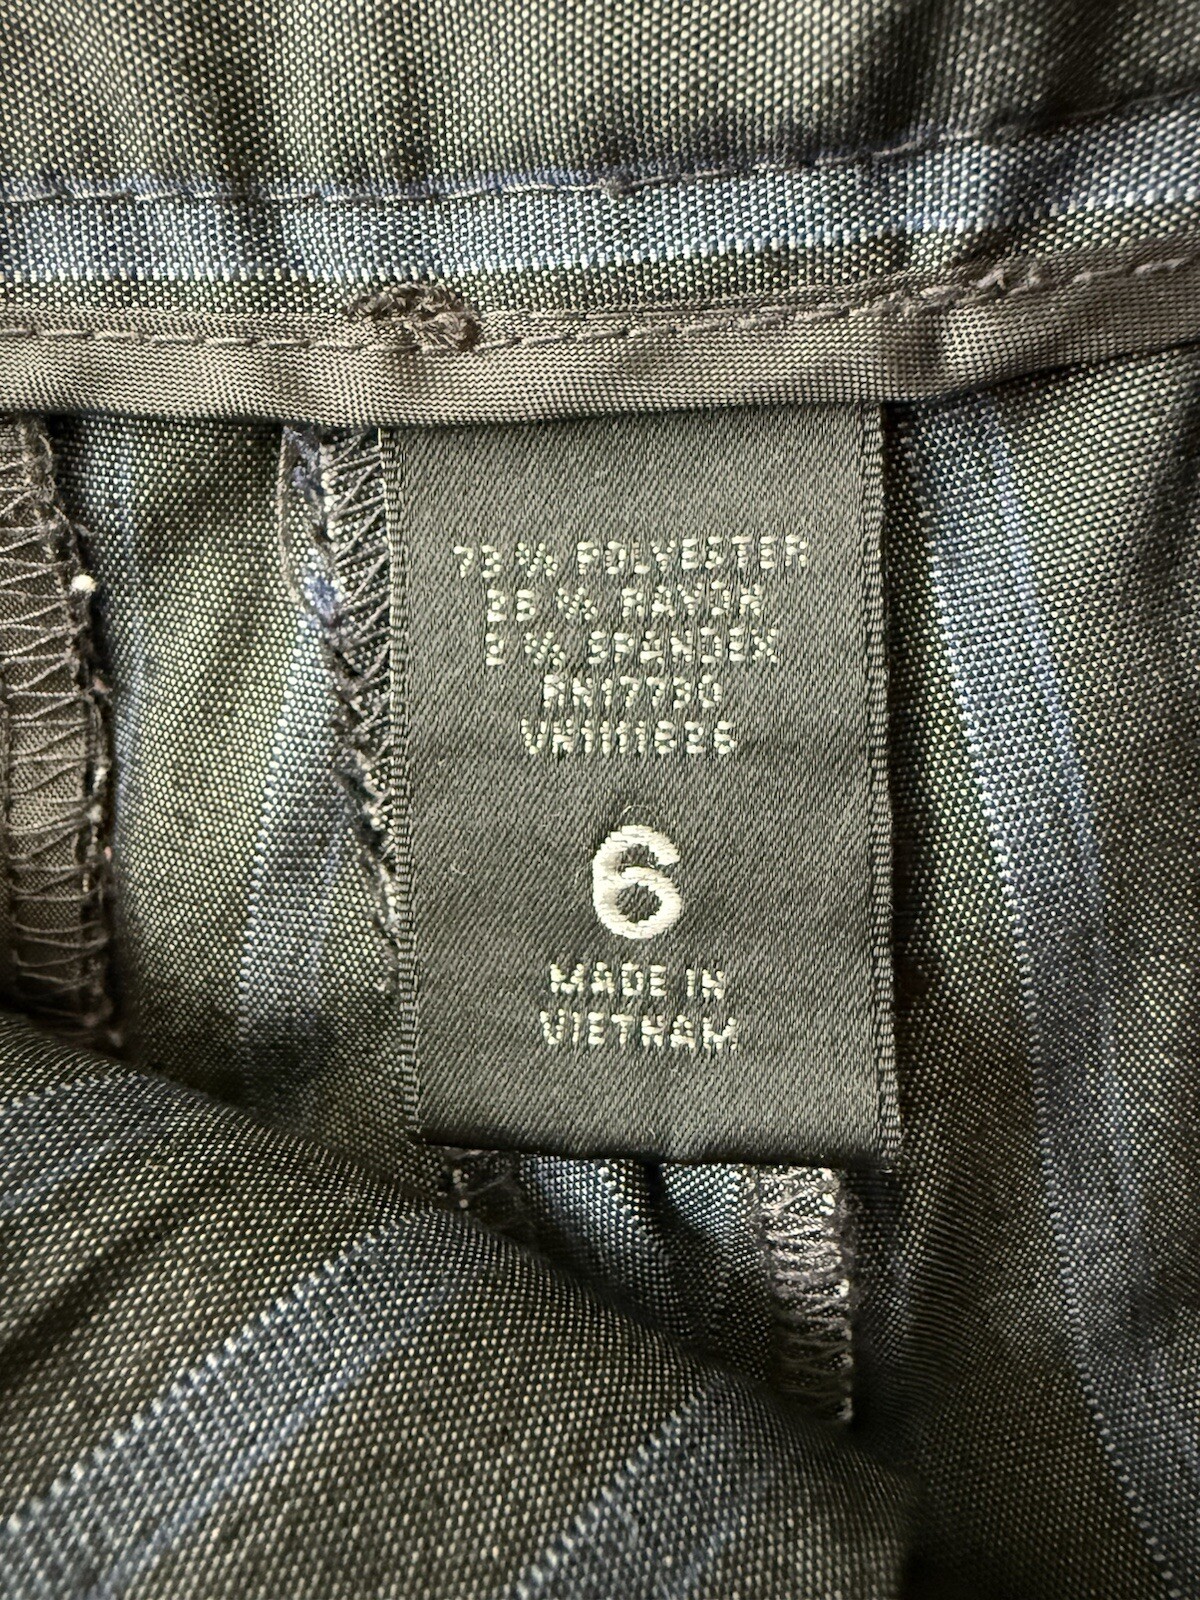 73 % POLYESTER
25 % RAYON
2 % SPANDEX
RN17730
6
MADE IN
VIETNAM